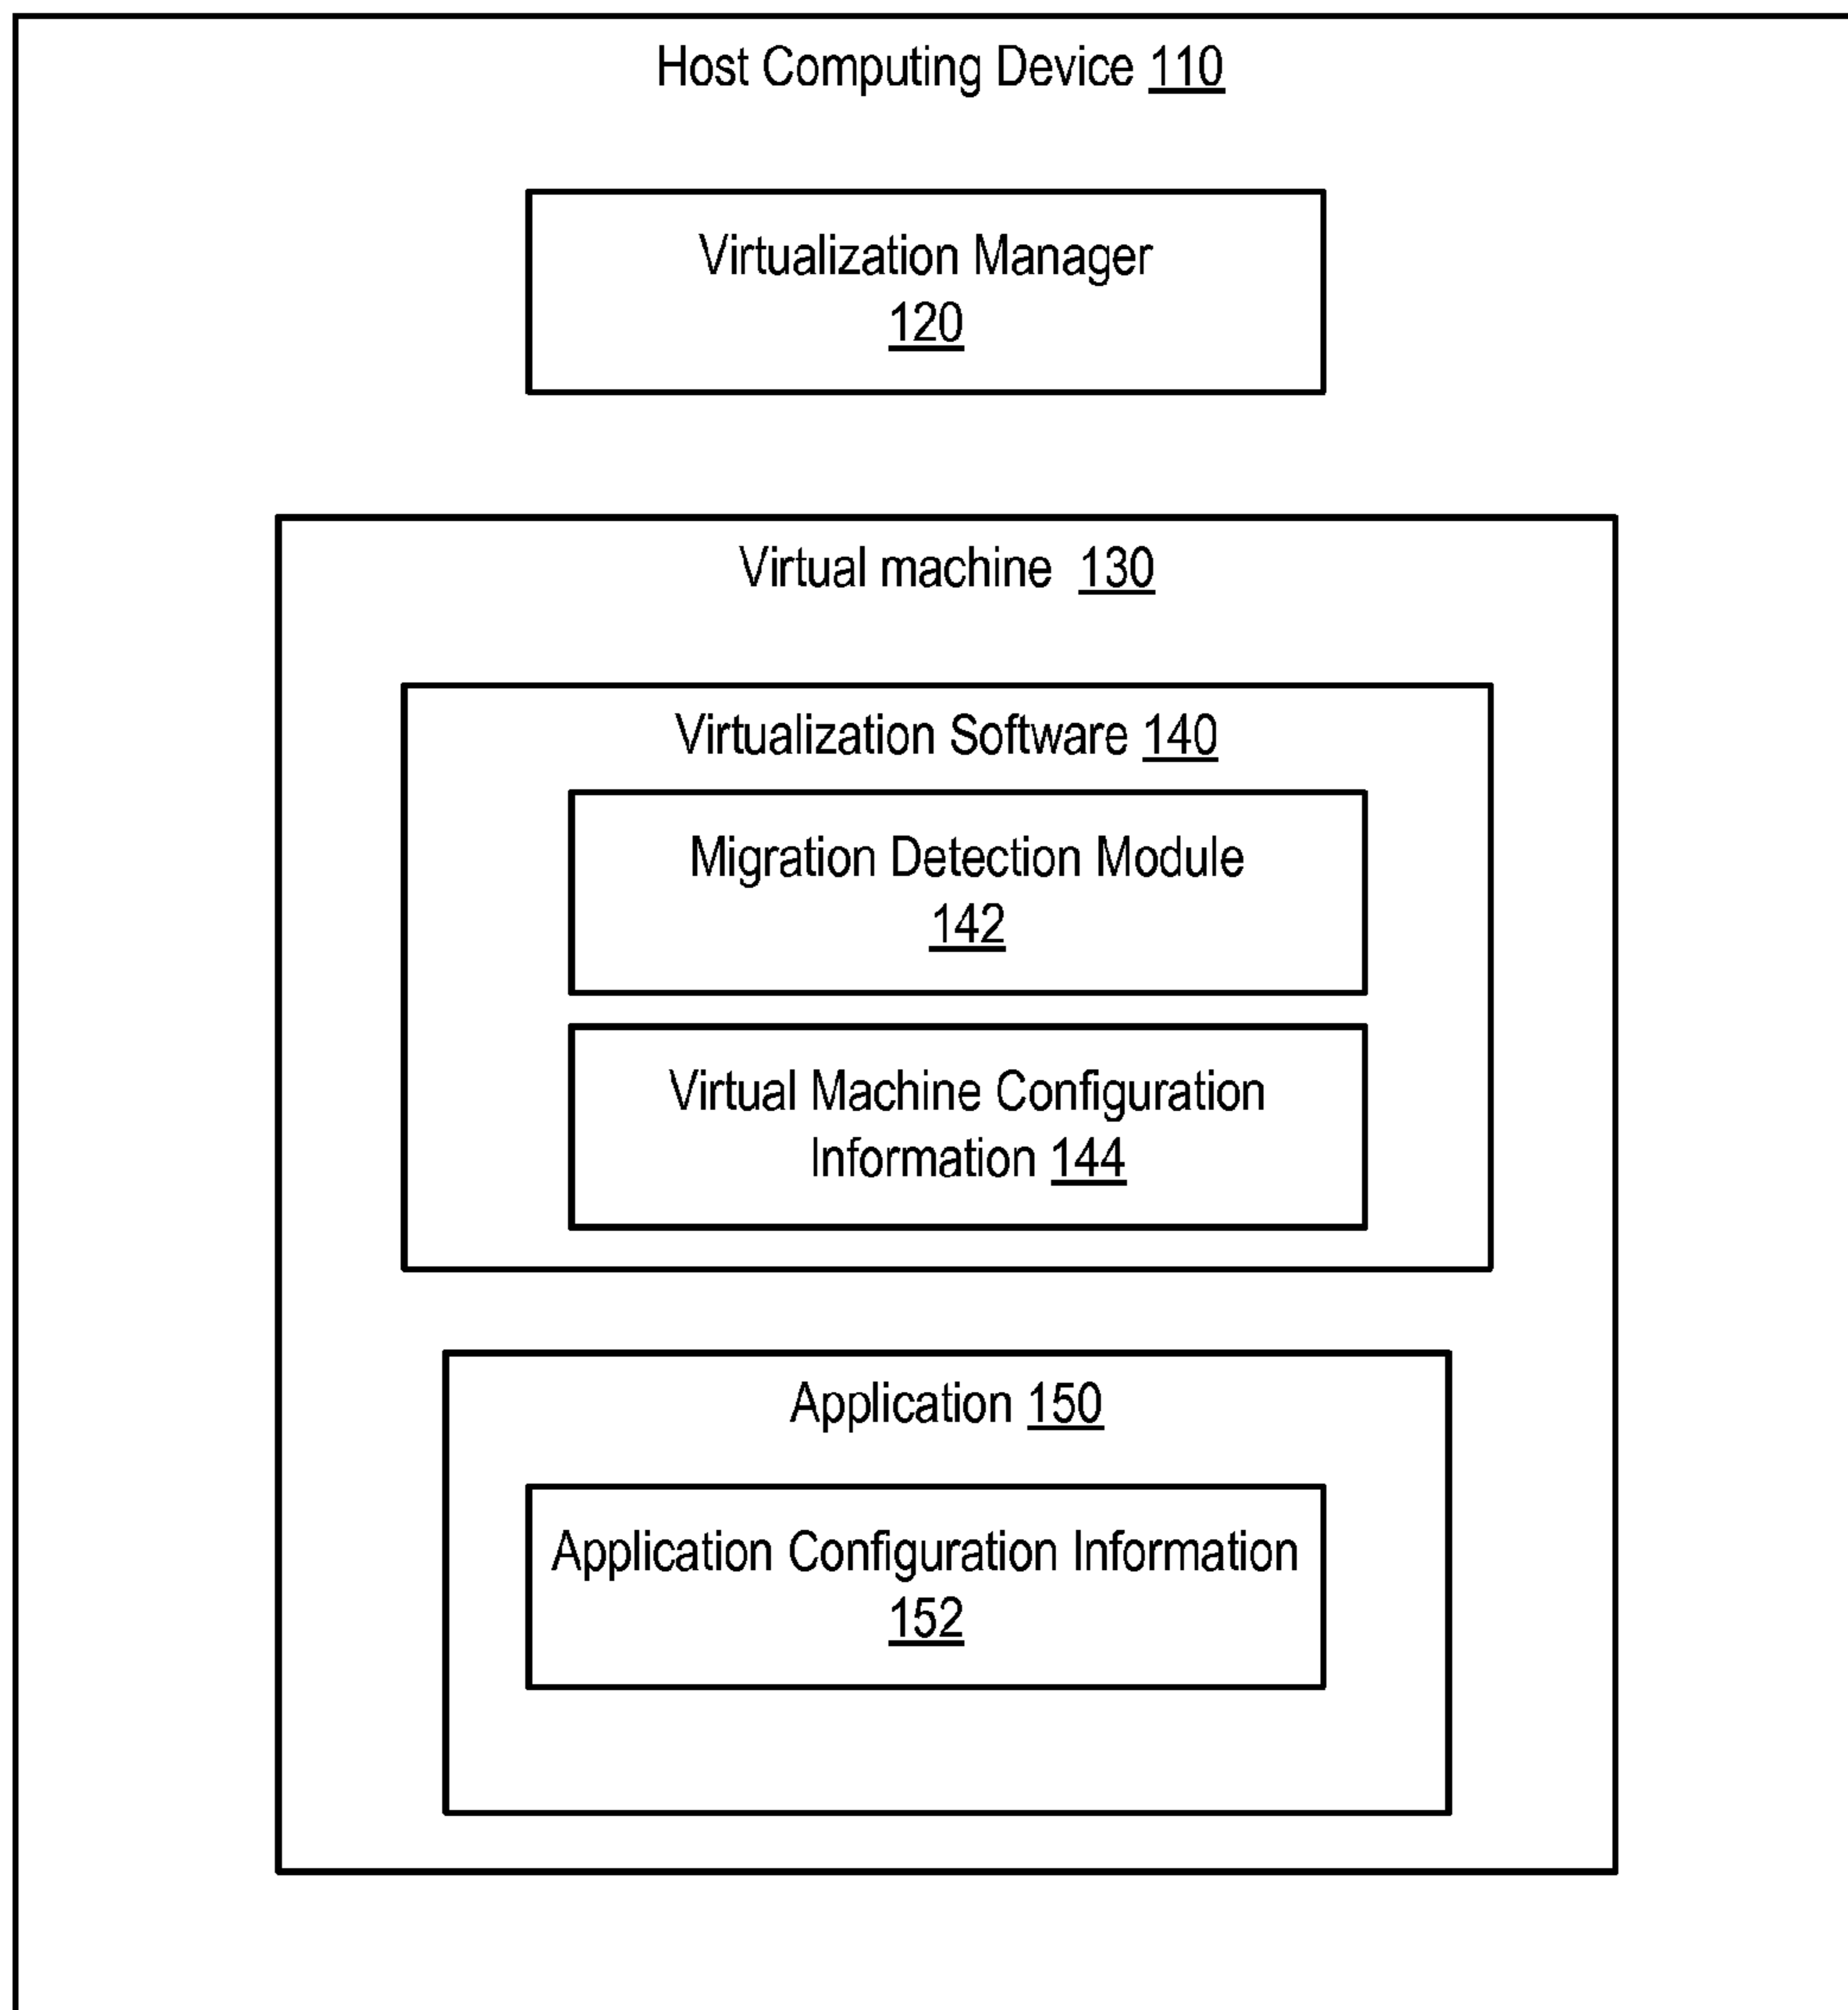 Host Computing Device 110
Virtualization Manager
120
Virtual machine 130
Virtualization Software 140
Migration Detection Module
142
Virtual Machine Configuration
Information 144
Application 150
Application Configuration Information
152